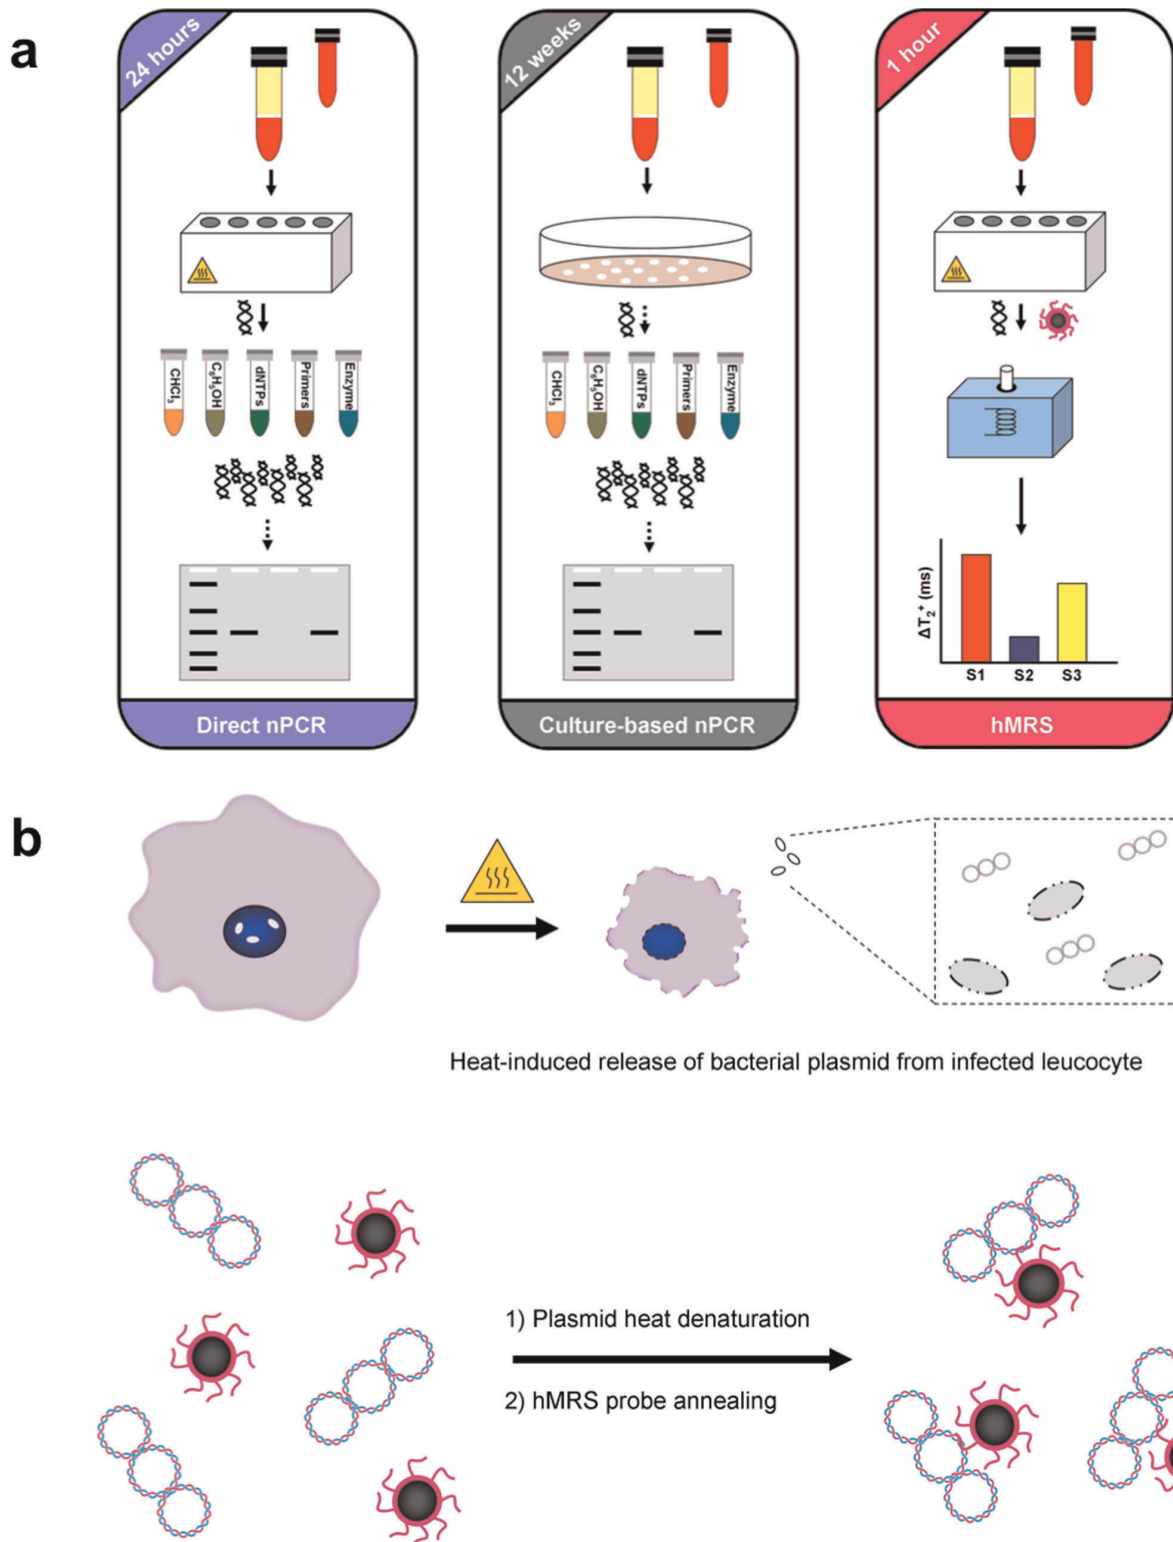 a
24 hours
CHCl₃
C₆H₅OH
dNTPs
Primers
Enzyme
Direct nPCR
12 weeks
CHCl₃
C₆H₅OH
dNTPs
Primers
Enzyme
Culture-based nPCR
1 hour
ΔT₂⁺ (ms)
S1 S2 S3
hMRS
b
Heat-induced release of bacterial plasmid from infected leucocyte
1) Plasmid heat denaturation
2) hMRS probe annealing